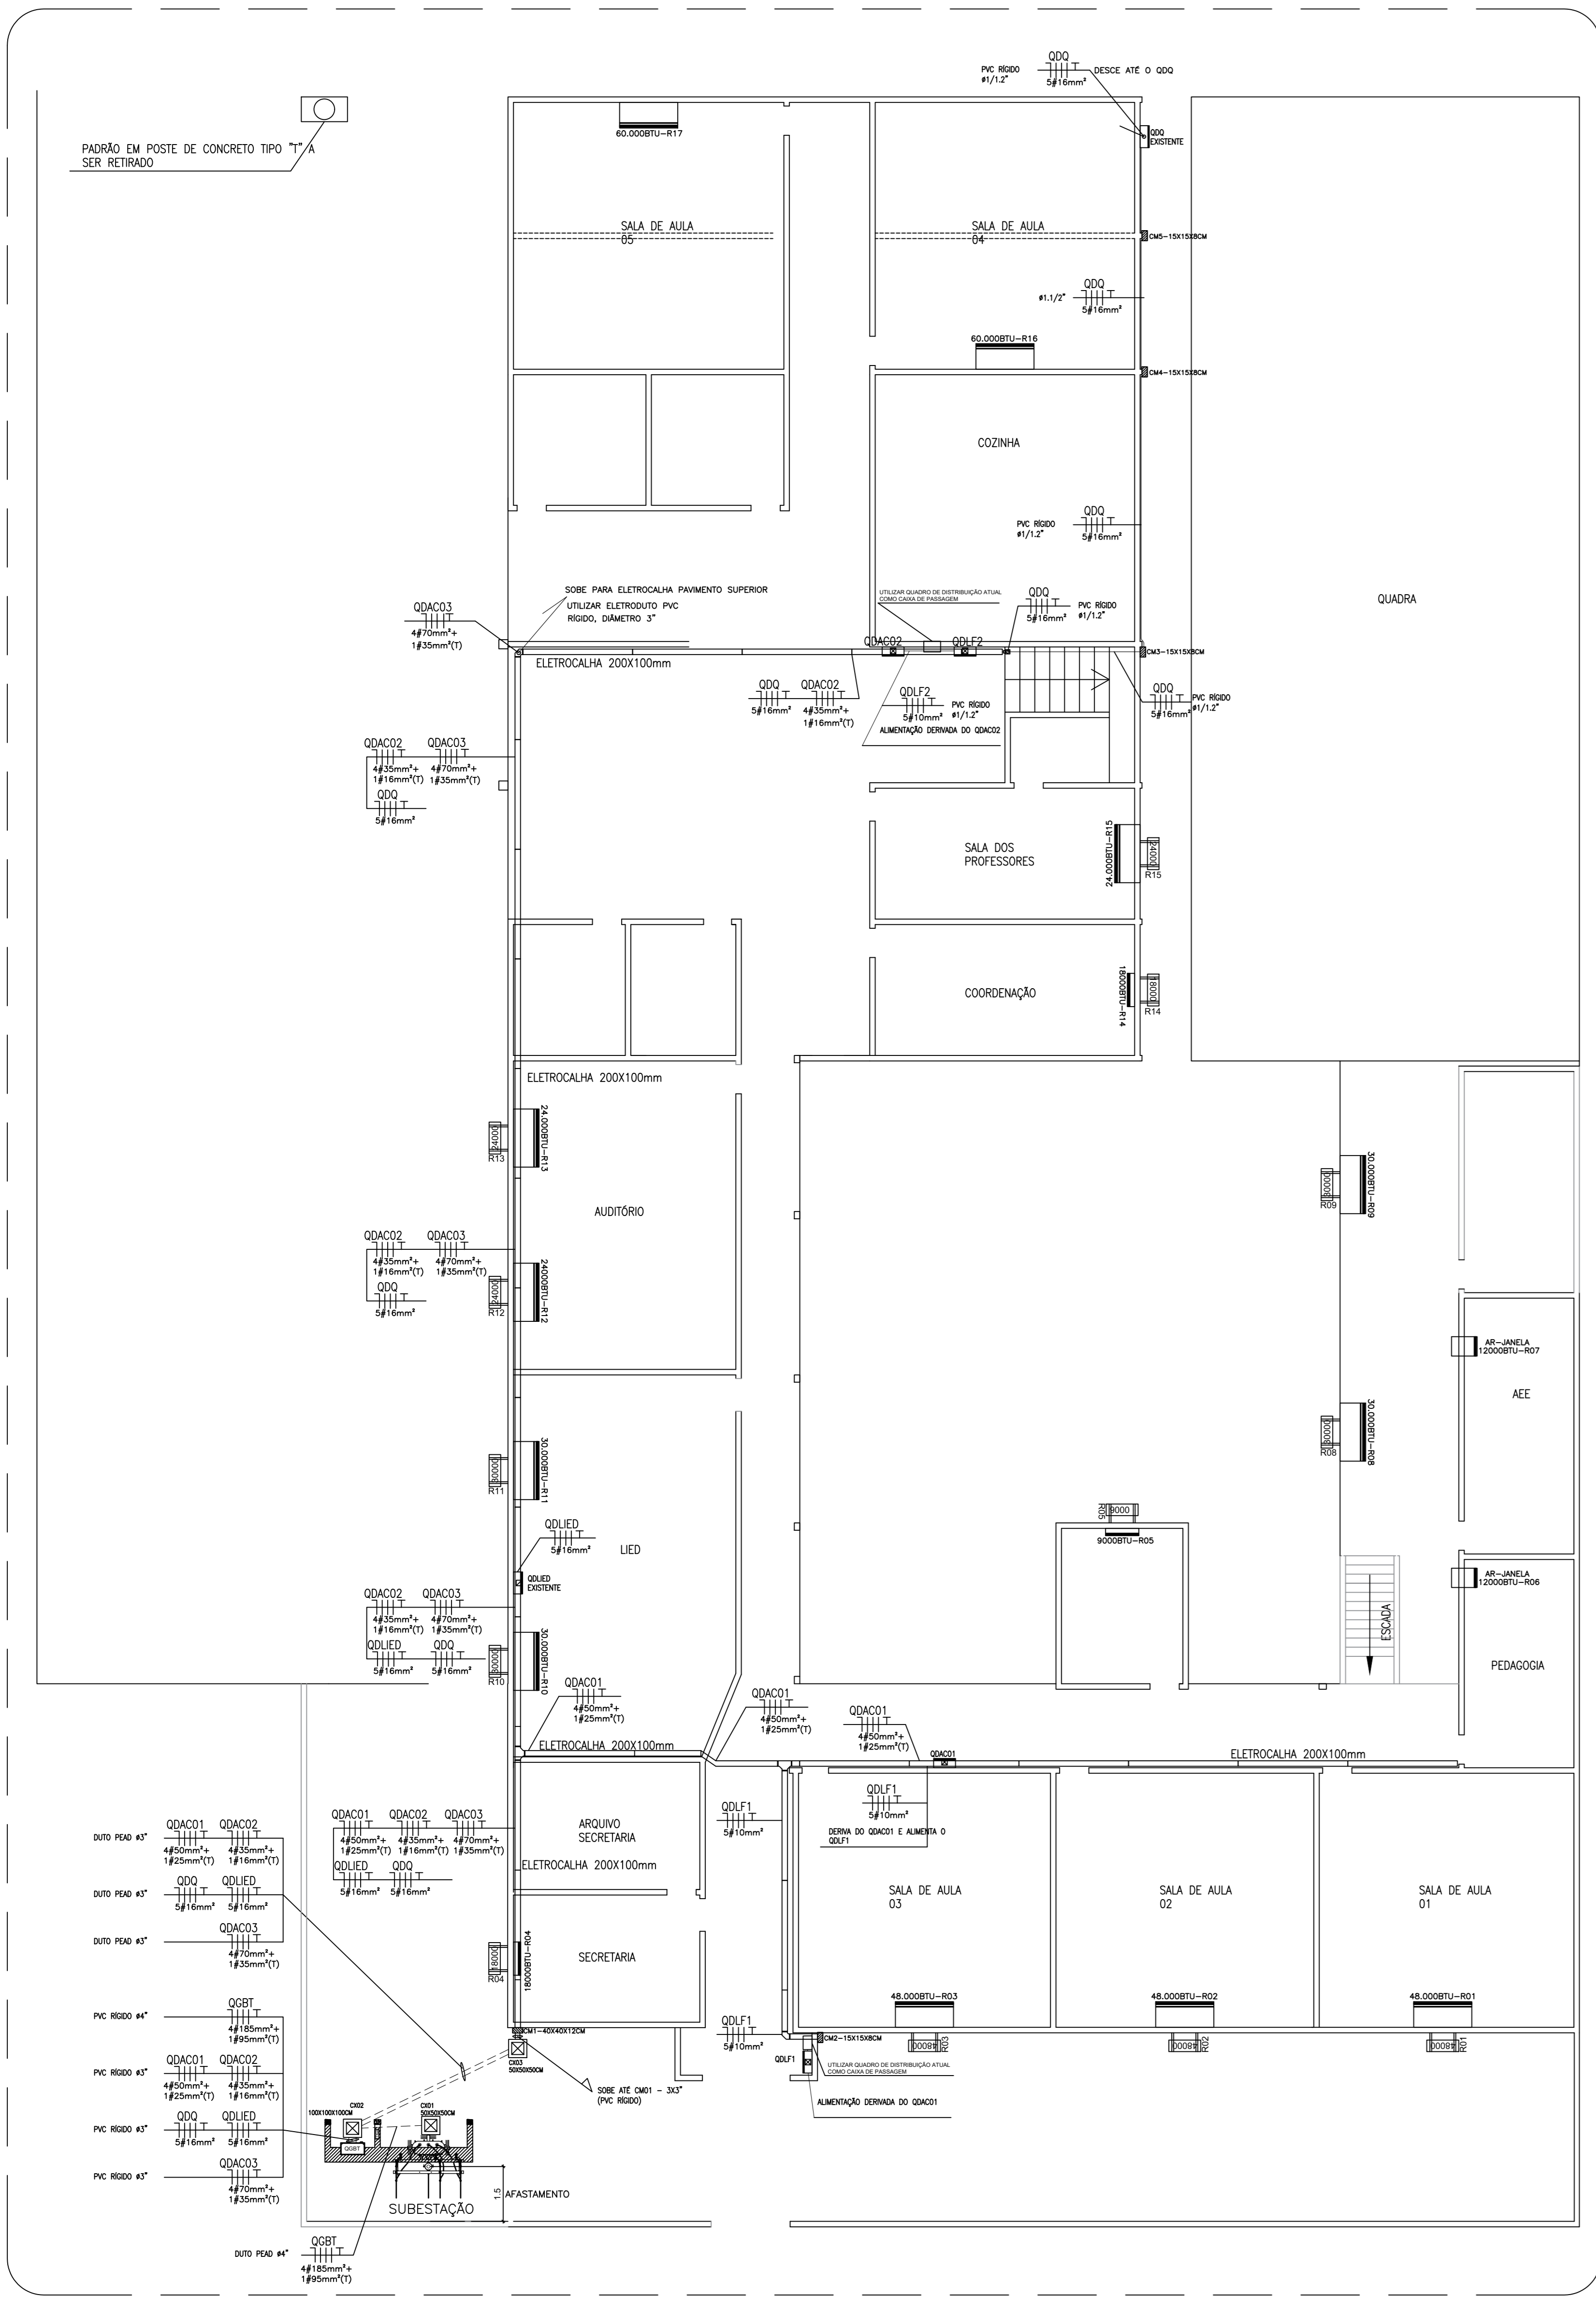 QDQ
PVC RÍGIDO
ø1/1.2"
5#16mm²
DESCE ATÉ O QDQ
PADRÃO EM POSTE DE CONCRETO TIPO "T" A
SER RETIRADO
60.000BTU-R17
QDQ
EXISTENTE
SALA DE AULA
05
SALA DE AULA
04
CM5-15X15X8CM
QDQ
ø1.1/2"
5#16mm²
60.000BTU-R16
CM4-15X15X8CM
COZINHA
QDQ
PVC RÍGIDO
ø1/1.2"
5#16mm²
QUADRA
SOBE PARA ELETROCALHA PAVIMENTO SUPERIOR
UTILIZAR ELETRODUTO PVC
RÍGIDO, DIÂMETRO 3"
UTILIZAR QUADRO DE DISTRIBUIÇÃO ATUAL
COMO CAIXA DE PASSAGEM
QDQ
5#16mm²
PVC RÍGIDO
ø1/1.2"
QDAC03
4#70mm²+
1#35mm²(T)
QDAC02
QDLF2
CM3-15X15X8CM
ELETROCALHA 200X100mm
QDQ
5#16mm²
QDAC02
4#35mm²+
1#16mm²(T)
QDLF2
5#10mm²
PVC RÍGIDO
ø1/1.2"
ALIMENTAÇÃO DERIVADA DO QDAC02
QDQ
5#16mm²
PVC RÍGIDO
ø1/1.2"
QDAC02
4#35mm²+
1#16mm²(T)
QDAC03
4#70mm²+
1#35mm²(T)
QDQ
5#16mm²
SALA DOS
PROFESSORES
24.000BTU-R15
24000
R15
COORDENAÇÃO
18000BTU-R14
18000
R14
ELETROCALHA 200X100mm
24.000BTU-R13
24000
R13
AUDITÓRIO
30.000BTU-R09
30000
R09
QDAC02
4#35mm²+
1#16mm²(T)
QDAC03
4#70mm²+
1#35mm²(T)
QDQ
5#16mm²
24000BTU-R12
24000
R12
AR-JANELA
12000BTU-R07
AEE
30.000BTU-R08
30000
R08
30.000BTU-R11
30000
R11
R05
9000
9000BTU-R05
QDLIED
5#16mm²
LIED
QDLIED
EXISTENTE
AR-JANELA
12000BTU-R06
ESCADA
PEDAGOGIA
QDAC02
4#35mm²+
1#16mm²(T)
QDAC03
4#70mm²+
1#35mm²(T)
QDLIED
5#16mm²
QDQ
5#16mm²
30.000BTU-R10
30000
R10
QDAC01
4#50mm²+
1#25mm²(T)
QDAC01
4#50mm²+
1#25mm²(T)
QDAC01
4#50mm²+
1#25mm²(T)
ELETROCALHA 200X100mm
QDAC01
ELETROCALHA 200X100mm
QDLF1
5#10mm²
DERIVA DO QDAC01 E ALIMENTA O
QDLF1
QDLF1
5#10mm²
ARQUIVO
SECRETARIA
ELETROCALHA 200X100mm
QDAC01
4#50mm²+
1#25mm²(T)
QDAC02
4#35mm²+
1#16mm²(T)
QDAC03
4#70mm²+
1#35mm²(T)
QDLIED
5#16mm²
QDQ
5#16mm²
DUTO PEAD ø3"
QDAC01
4#50mm²+
1#25mm²(T)
QDAC02
4#35mm²+
1#16mm²(T)
DUTO PEAD ø3"
QDQ
5#16mm²
QDLIED
5#16mm²
DUTO PEAD ø3"
QDAC03
4#70mm²+
1#35mm²(T)
SALA DE AULA
03
SALA DE AULA
02
SALA DE AULA
01
SECRETARIA
18000BTU-R04
18000
R04
48.000BTU-R03
48.000BTU-R02
48.000BTU-R01
48000
R03
48000
R02
48000
R01
PVC RÍGIDO ø4"
QGBT
4#185mm²+
1#95mm²(T)
PVC RÍGIDO ø3"
QDAC01
4#50mm²+
1#25mm²(T)
QDAC02
4#35mm²+
1#16mm²(T)
PVC RÍGIDO ø3"
QDQ
5#16mm²
QDLIED
5#16mm²
PVC RÍGIDO ø3"
QDAC03
4#70mm²+
1#35mm²(T)
CM1-40X40X12CM
CX03
50X50X50CM
SOBE ATÉ CM01 - 3X3"
(PVC RÍGIDO)
QDLF1
5#10mm²
CM2-15X15X8CM
QDLF1
UTILIZAR QUADRO DE DISTRIBUIÇÃO ATUAL
COMO CAIXA DE PASSAGEM
ALIMENTAÇÃO DERIVADA DO QDAC01
CX02
100X100X100CM
CX01
50X50X50CM
QGBT
1.5
AFASTAMENTO
SUBESTAÇÃO
DUTO PEAD ø4"
QGBT
4#185mm²+
1#95mm²(T)